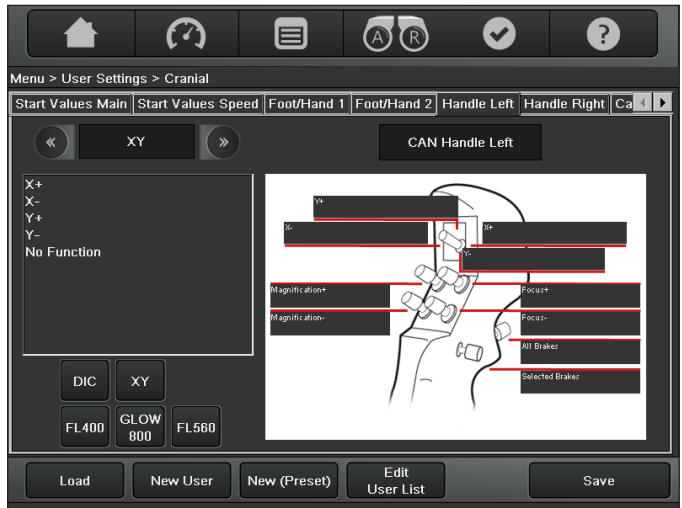 A R ?
Menu > User Settings > Cranial
Start Values Main Start Values Speed Foot/Hand 1 Foot/Hand 2 Handle Left Handle Right Ca
« XY »
CAN Handle Left
X+
X-
Y+
Y-
No Function
Y+
X- X+
Y-
Magnification+ Focus+
Magnification- Focus-
All Brakes
Selected Brakes
DIC XY
FL400 GLOW 800 FL560
Load New User New (Preset) Edit User List Save